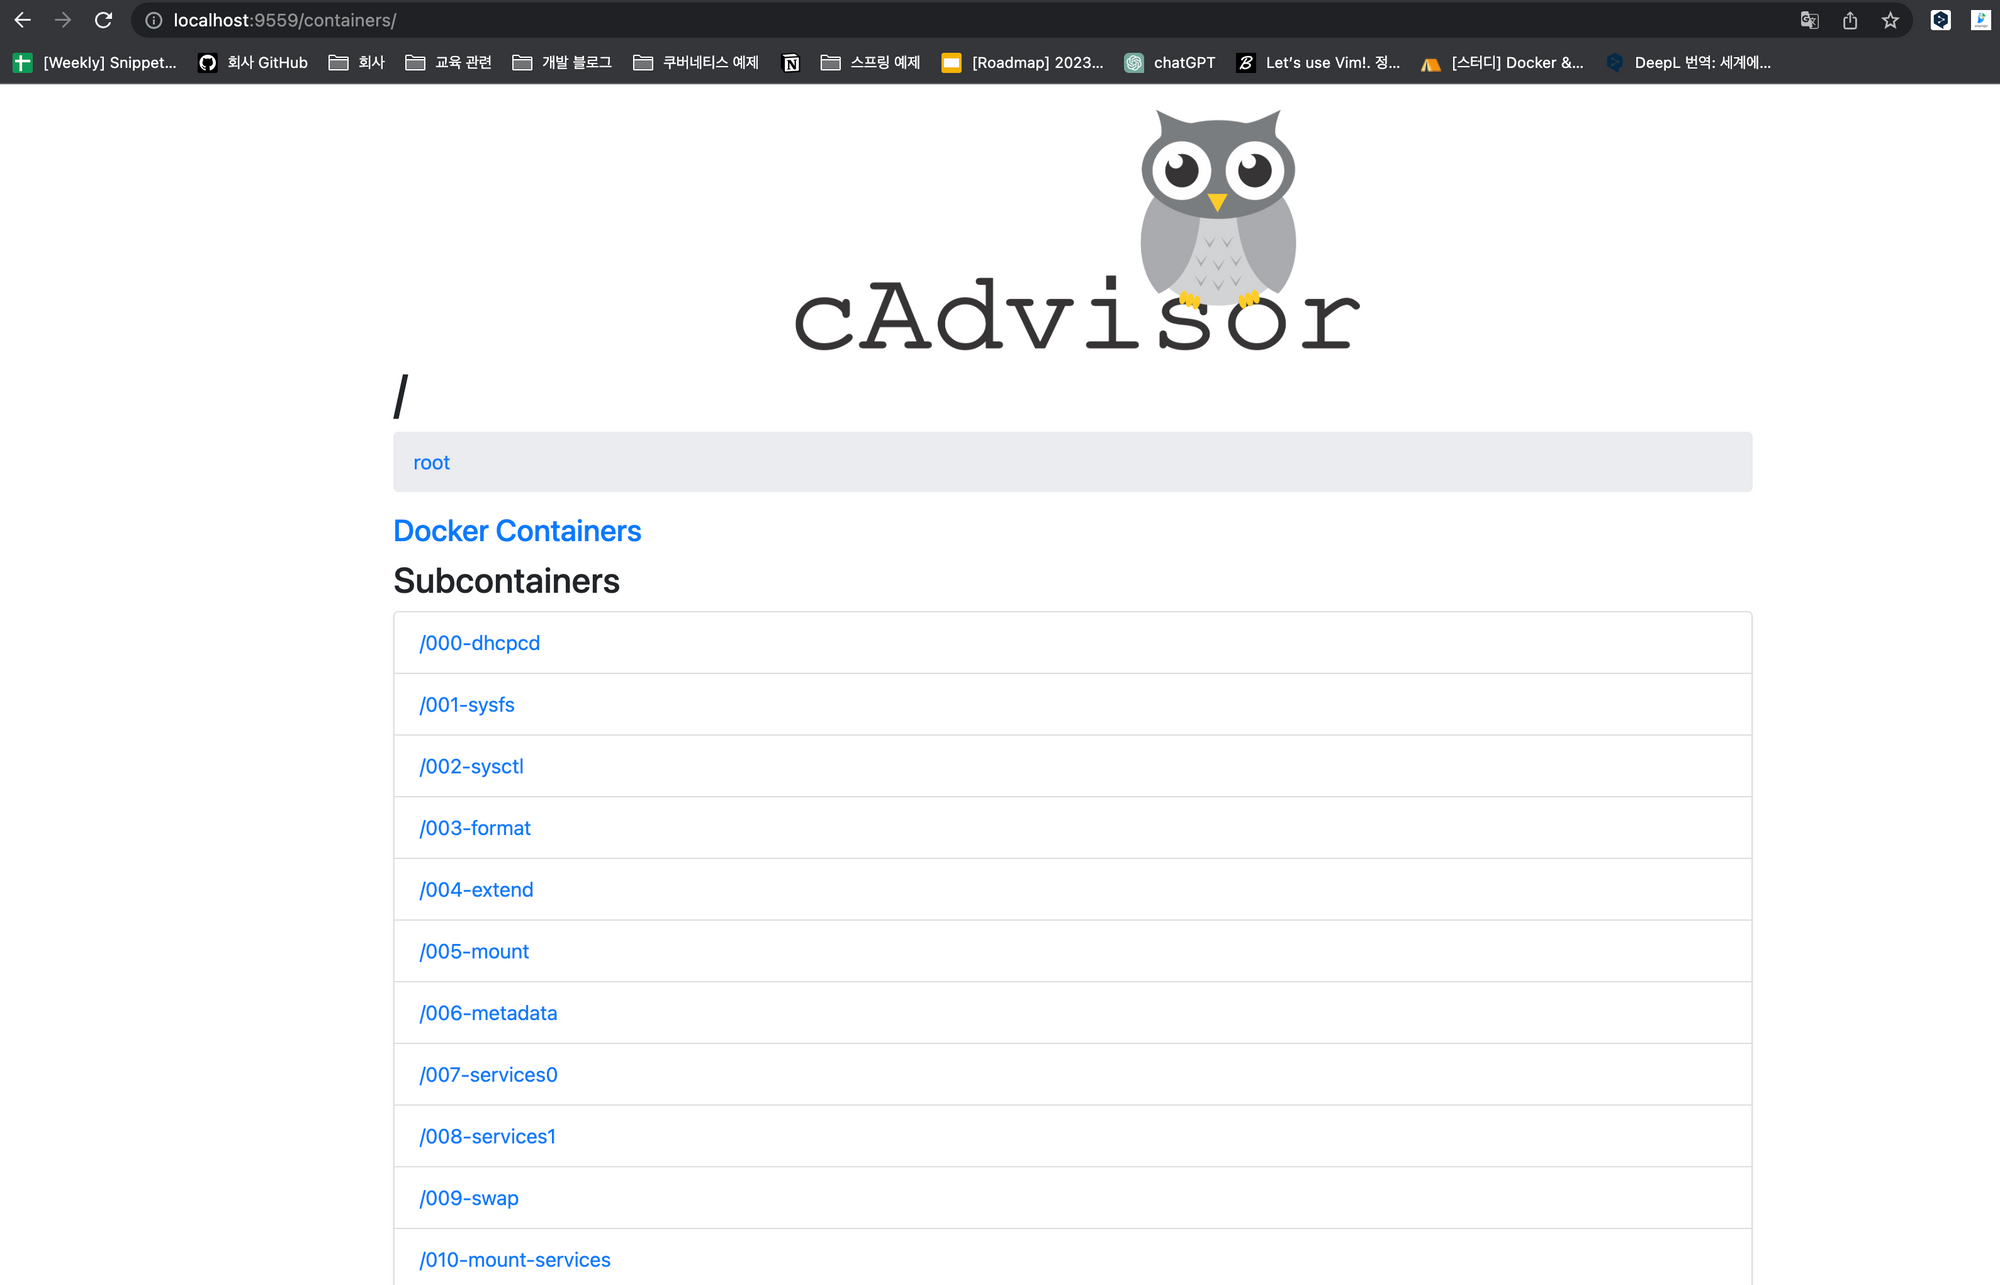 localhost:9559/containers/
[Weekly] Snippet... 회사 GitHub 회사 교육 관련 개발 블로그 쿠버네티스 예제 스프링 예제 [Roadmap] 2023... chatGPT Let's use Vim!. 정... [스터디] Docker &... DeepL 번역: 세계에...
cAdvisor
/
root
Docker Containers
Subcontainers
/000-dhcpcd
/001-sysfs
/002-sysctl
/003-format
/004-extend
/005-mount
/006-metadata
/007-services0
/008-services1
/009-swap
/010-mount-services